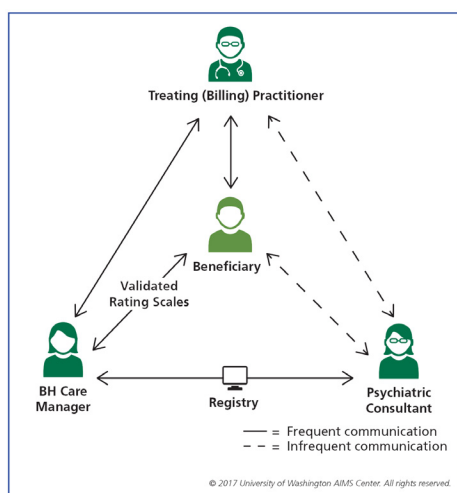 Treating (Billing) Practitioner
Beneficiary
Validated
Rating Scales
BH Care
Manager
Registry
Psychiatric
Consultant
= Frequent communication
= Infrequent communication
© 2017 University of Washington AIMS Center. All rights reserved.